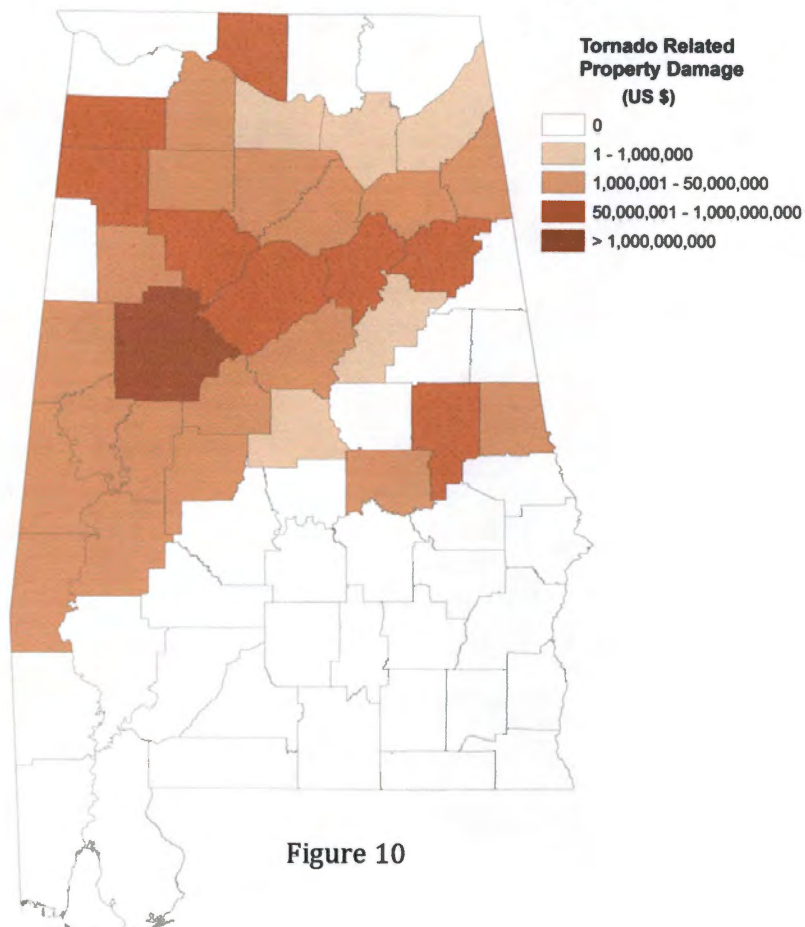 Tornado Related
Property Damage
(US $)
0
1 - 1,000,000
1,000,001 - 50,000,000
50,000,001 - 1,000,000,000
> 1,000,000,000
Figure 10